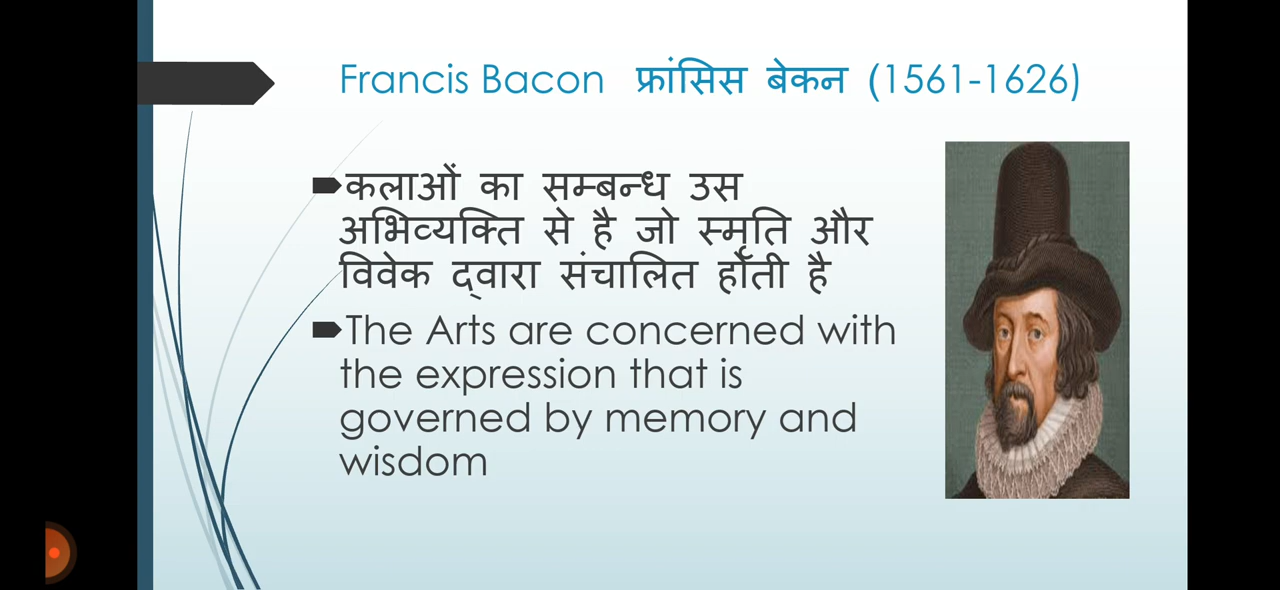 Francis Bacon फ्रांसिस बेकन (1561-1626)
कलाओं का सम्बन्ध उस
अभिव्यक्ति से है जो स्मृति और
विवेक द्वारा संचालित होती है
The Arts are concerned with
the expression that is
governed by memory and
wisdom